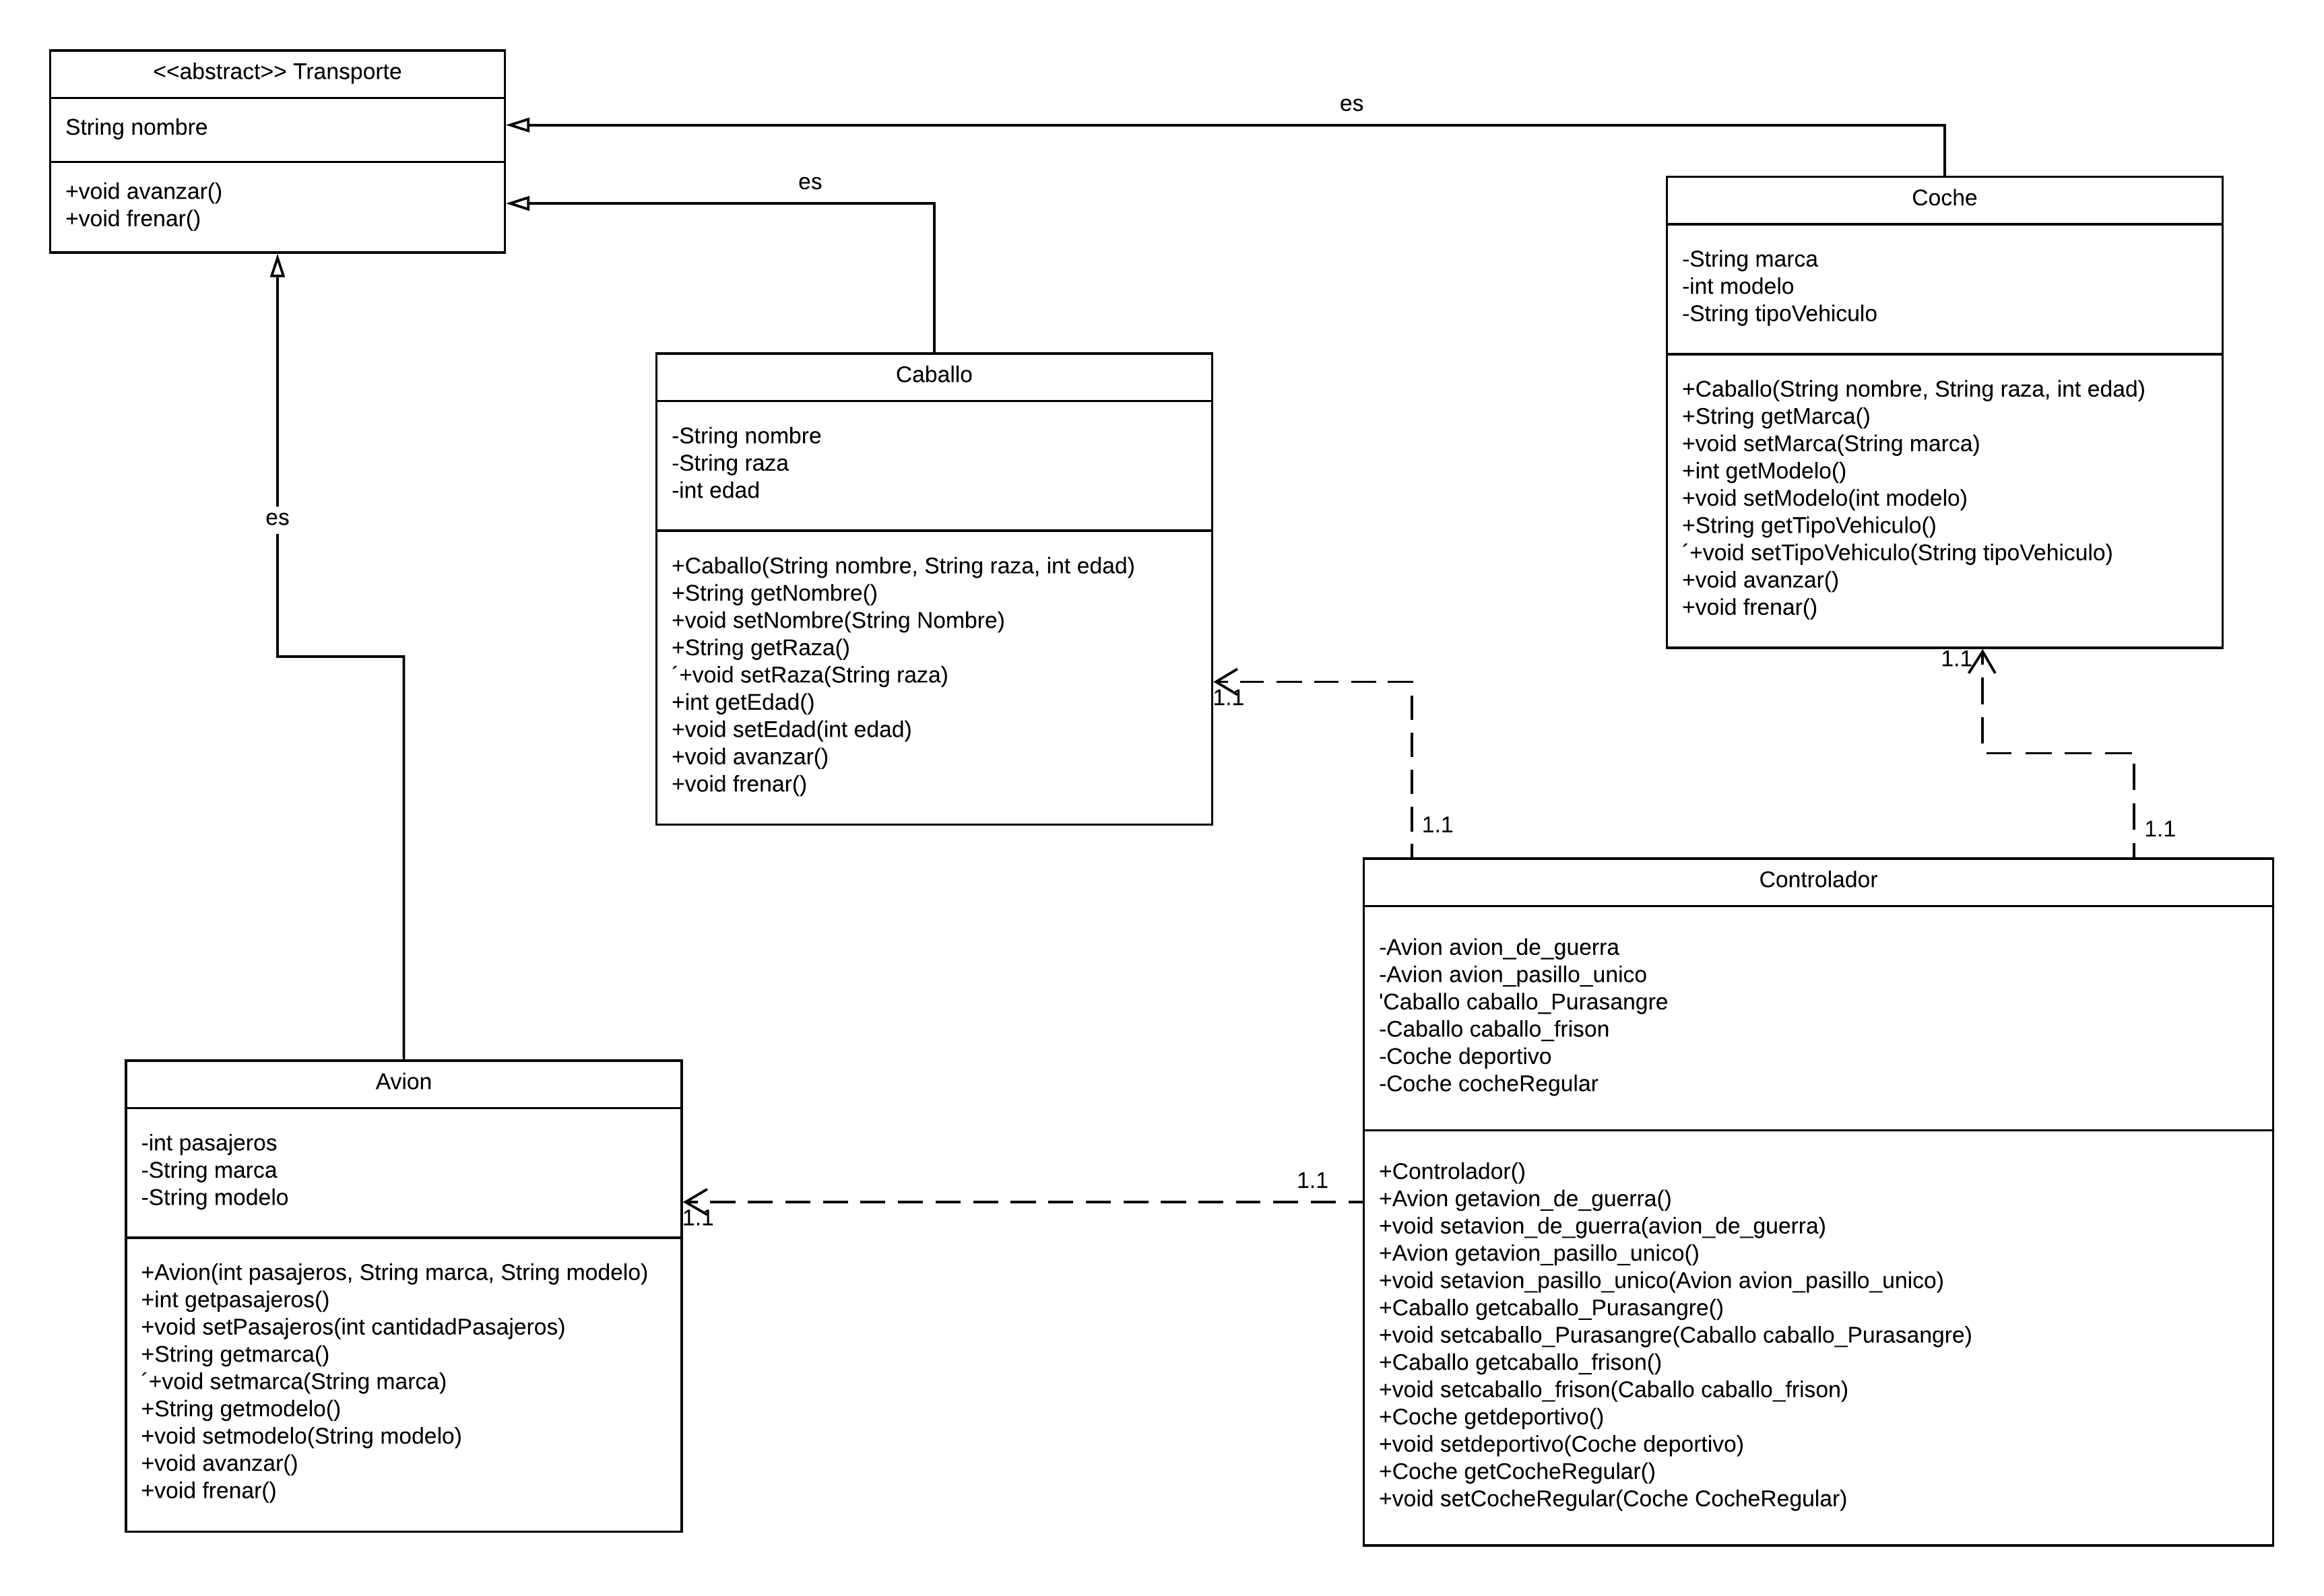 <<abstract>> Transporte
String nombre
+void avanzar()
+void frenar()
es
es
es
Coche
-String marca
-int modelo
-String tipoVehiculo
+Caballo(String nombre, String raza, int edad)
+String getMarca()
+void setMarca(String marca)
+int getModelo()
+void setModelo(int modelo)
+String getTipoVehiculo()
´+void setTipoVehiculo(String tipoVehiculo)
+void avanzar()
+void frenar()
1.1
1.1
Caballo
-String nombre
-String raza
-int edad
+Caballo(String nombre, String raza, int edad)
+String getNombre()
+void setNombre(String Nombre)
+String getRaza()
´+void setRaza(String raza)
+int getEdad()
+void setEdad(int edad)
+void avanzar()
+void frenar()
1.1
1.1
Controlador
-Avion avion_de_guerra
-Avion avion_pasillo_unico
'Caballo caballo_Purasangre
-Caballo caballo_frison
-Coche deportivo
-Coche cocheRegular
+Controlador()
+Avion getavion_de_guerra()
+void setavion_de_guerra(avion_de_guerra)
+Avion getavion_pasillo_unico()
+void setavion_pasillo_unico(Avion avion_pasillo_unico)
+Caballo getcaballo_Purasangre()
+void setcaballo_Purasangre(Caballo caballo_Purasangre)
+Caballo getcaballo_frison()
+void setcaballo_frison(Caballo caballo_frison)
+Coche getdeportivo()
+void setdeportivo(Coche deportivo)
+Coche getCocheRegular()
+void setCocheRegular(Coche CocheRegular)
1.1
1.1
Avion
-int pasajeros
-String marca
-String modelo
+Avion(int pasajeros, String marca, String modelo)
+int getpasajeros()
+void setPasajeros(int cantidadPasajeros)
+String getmarca()
´+void setmarca(String marca)
+String getmodelo()
+void setmodelo(String modelo)
+void avanzar()
+void frenar()